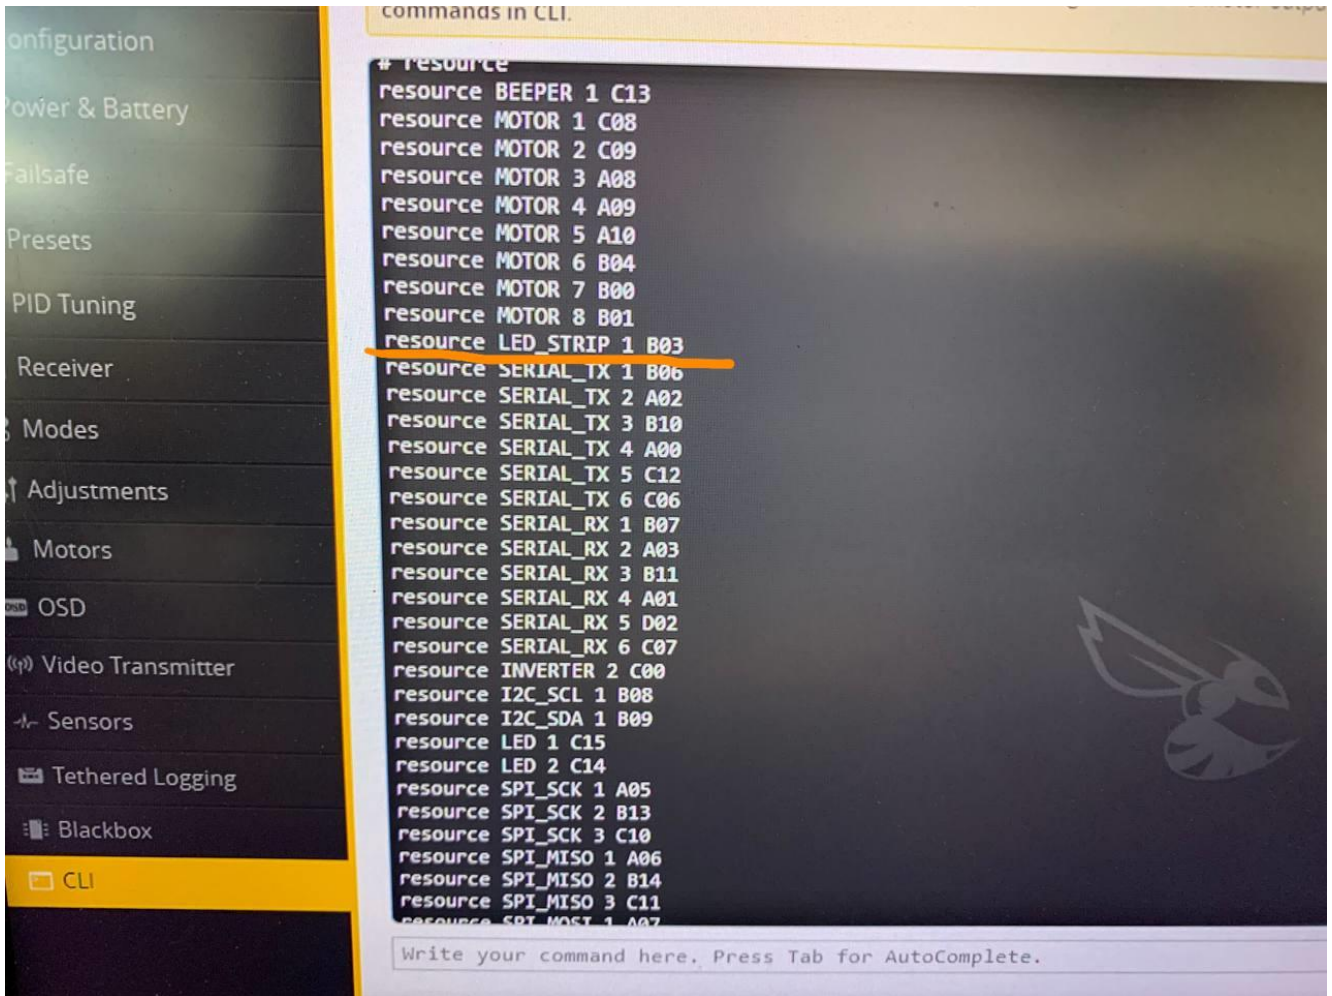 commands in CLI.
onfiguration
Power & Battery
Failsafe
Presets
PID Tuning
Receiver
Modes
Adjustments
Motors
OSD
OSD
Video Transmitter
Sensors
Tethered Logging
Blackbox
CLI
# resource
resource BEEPER 1 C13
resource MOTOR 1 C08
resource MOTOR 2 C09
resource MOTOR 3 A08
resource MOTOR 4 A09
resource MOTOR 5 A10
resource MOTOR 6 B04
resource MOTOR 7 B00
resource MOTOR 8 B01
resource LED_STRIP 1 B03
resource SERIAL_TX 1 B06
resource SERIAL_TX 2 A02
resource SERIAL_TX 3 B10
resource SERIAL_TX 4 A00
resource SERIAL_TX 5 C12
resource SERIAL_TX 6 C06
resource SERIAL_RX 1 B07
resource SERIAL_RX 2 A03
resource SERIAL_RX 3 B11
resource SERIAL_RX 4 A01
resource SERIAL_RX 5 D02
resource SERIAL_RX 6 C07
resource INVERTER 2 C00
resource I2C_SCL 1 B08
resource I2C_SDA 1 B09
resource LED 1 C15
resource LED 2 C14
resource SPI_SCK 1 A05
resource SPI_SCK 2 B13
resource SPI_SCK 3 C10
resource SPI_MISO 1 A06
resource SPI_MISO 2 B14
resource SPI_MISO 3 C11
resource SPI_MOSI 1 A07
Write your command here. Press Tab for AutoComplete.